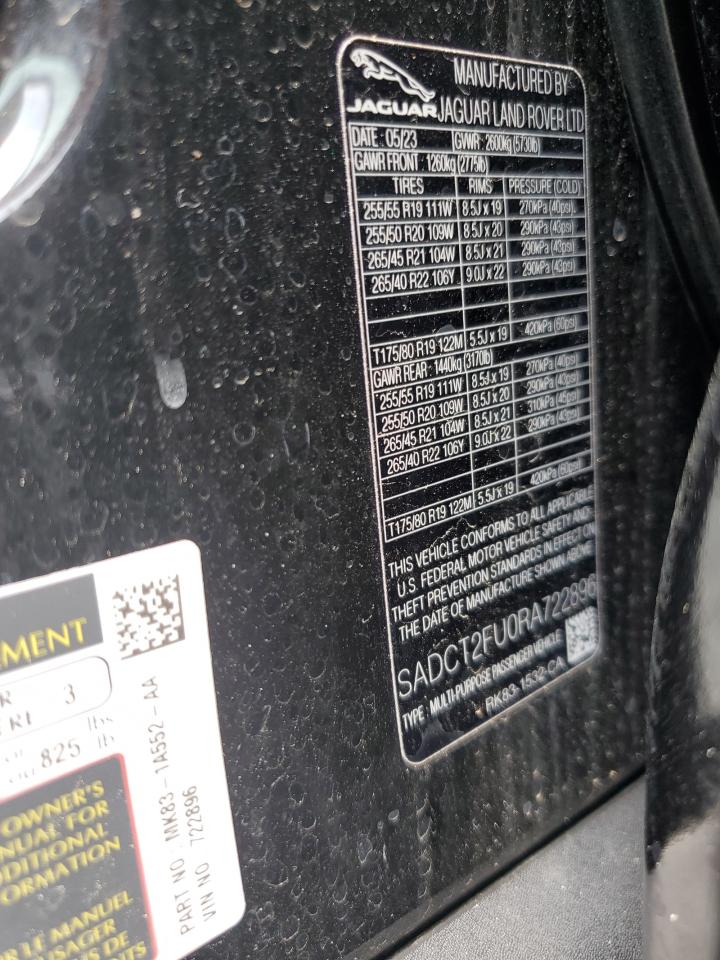 JAGUAR
MANUFACTURED BY
JAGUAR LAND ROVER LTD
DATE : 05/23 GVWR : 2600kg (5730lb)
GAWR FRONT : 1260kg (2775lb)
TIRES RIMS PRESSURE (COLD)
255/55 R19 111W 8.5J x 19 270kPa (40psi)
255/50 R20 109W 8.5J x 20 290kPa (43psi)
265/45 R21 104W 8.5J x 21 290kPa (43psi)
265/40 R22 106Y 9.0J x 22 290kPa (43psi)
T175/80 R19 122M 5.5J x 19 420kPa (60psi)
GAWR REAR : 1440kg (3170lb)
255/55 R19 111W 8.5J x 19 270kPa (40psi)
255/50 R20 109W 8.5J x 20 290kPa (43psi)
265/45 R21 104W 8.5J x 21 310kPa (45psi)
265/40 R22 106Y 9.0J x 22 290kPa (43psi)
T175/80 R19 122M 5.5J x 19 420kPa (60psi)
THIS VEHICLE CONFORMS TO ALL APPLICABLE
U.S. FEDERAL MOTOR VEHICLE SAFETY AND
THEFT PREVENTION STANDARDS IN EFFECT ON
THE DATE OF MANUFACTURE SHOWN ABOVE
SADCT2FU0RA722896
TYPE : MULTI-PURPOSE PASSENGER VEHICLE
RK83-1532-CA
EMENT
R
3
lbs
825 lb
OWNER'S
NUAL FOR
DDITIONAL
ORMATION
R LE MANUEL
USAGER
NS DE
NTS
PART NO : MK83-1A552-AA
VIN NO 722896